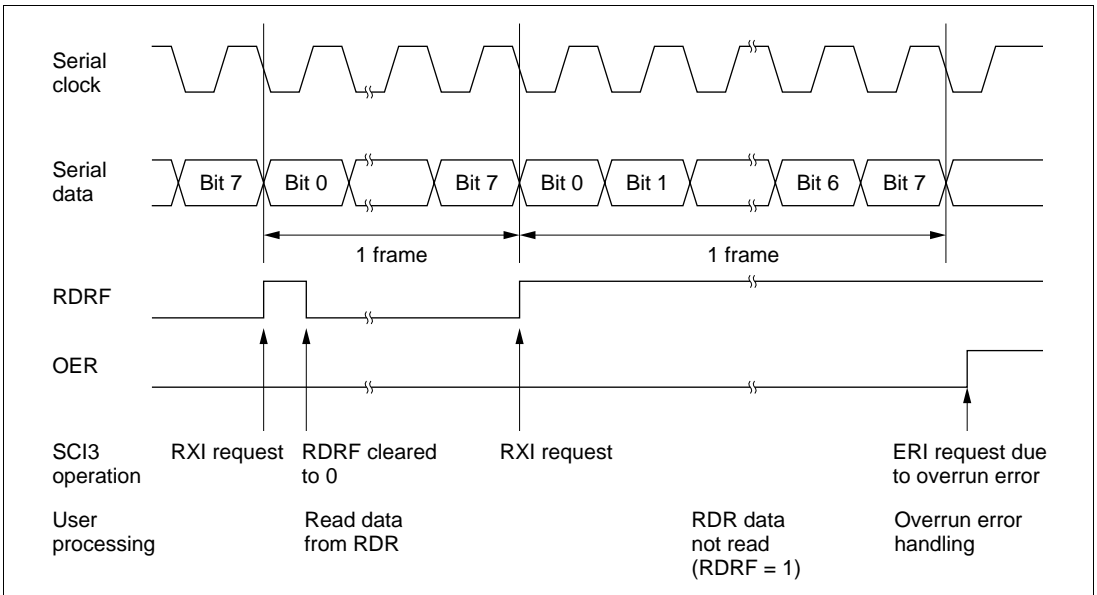 Serial
clock
Serial
data
Bit 7
Bit 0
Bit 7
Bit 0
Bit 1
Bit 6
Bit 7
1 frame
1 frame
RDRF
OER
SCI3
operation
RXI request
RDRF cleared
to 0
RXI request
ERI request due
to overrun error
User
processing
Read data
from RDR
RDR data
not read
(RDRF = 1)
Overrun error
handling